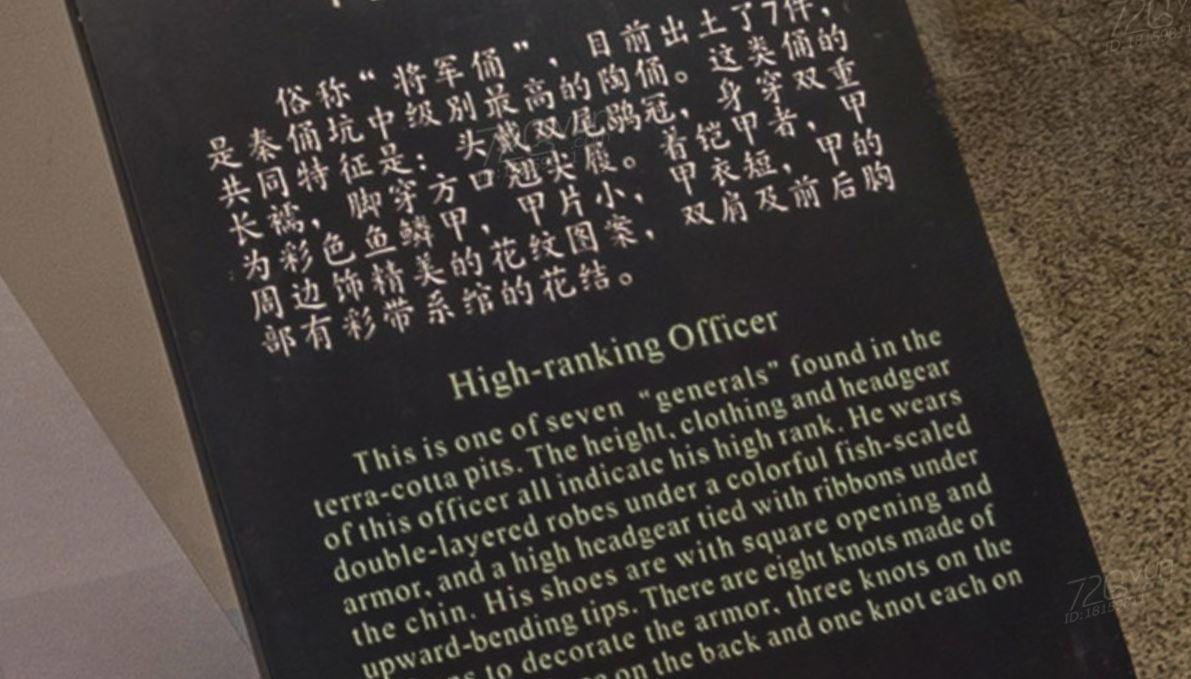 俗称“将军俑”，目前出土了7件，
是秦俑坑中级别最高的陶俑。这类俑的
共同特征是：头戴双尾鹖冠，身穿双重
长襦，脚穿方口翘尖履。着铠甲者，甲
为彩色鱼鳞甲，甲片小，甲衣短，甲的
周边饰精美的花纹图案，双肩及前后胸
部有彩带系绾的花结。
High-ranking Officer
This is one of seven “generals” found in the
terra-cotta pits. The height, clothing and headgear
of this officer all indicate his high rank. He wears
double-layered robes under a colorful fish-scaled
armor, and a high headgear tied with ribbons under
the chin. His shoes are with square opening and
upward-bending tips. There are eight knots made of
to decorate the armor, three knots on the
on the back and one knot each on